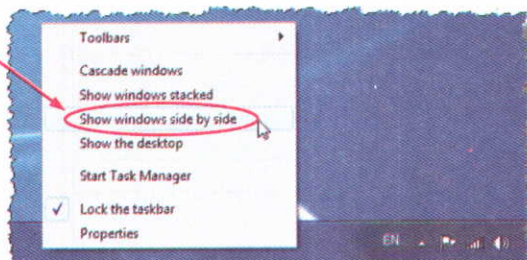 Toolbars
Cascade windows
Show windows stacked
Show windows side by side
Show the desktop
Start Task Manager
Lock the taskbar
Properties
EN